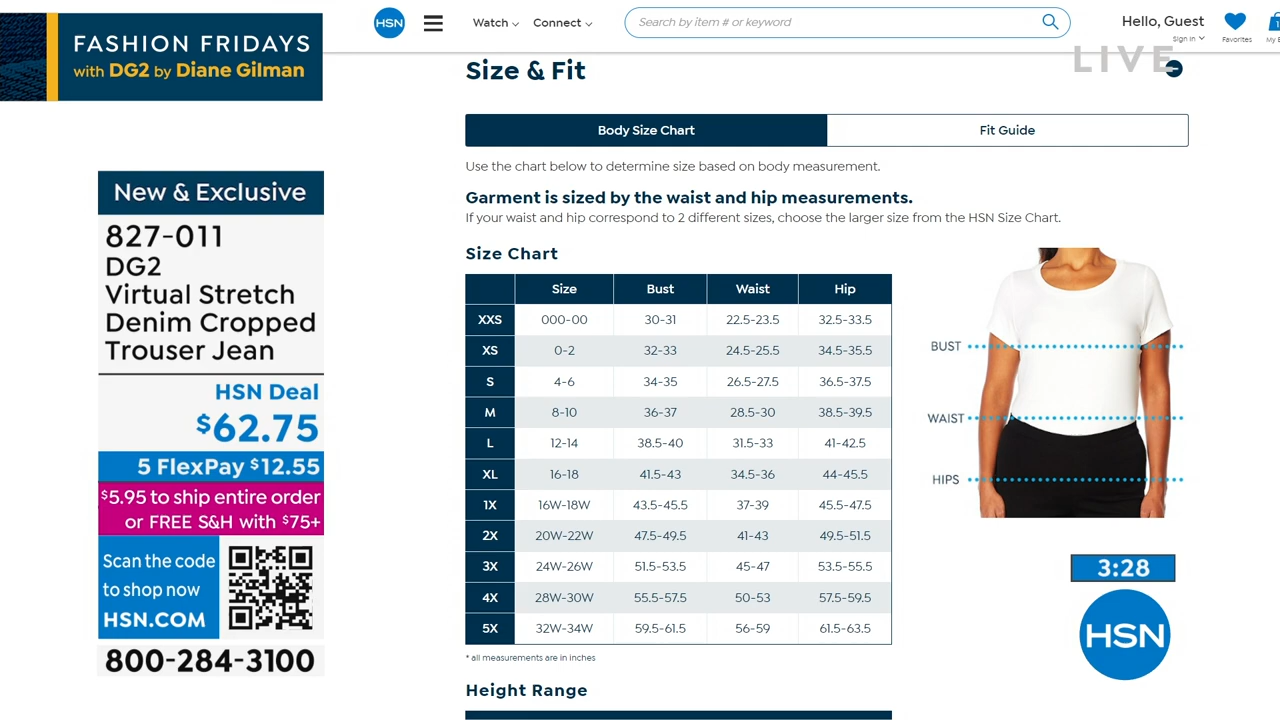 FASHION FRIDAYS
with DG2 by Diane Gilman
HSN
Watch
Connect
Search by item # or keyword
Hello, Guest
Sign In
Favorites
LIVE
Size & Fit
Body Size Chart
Fit Guide
Use the chart below to determine size based on body measurement.
Garment is sized by the waist and hip measurements.
If your waist and hip correspond to 2 different sizes, choose the larger size from the HSN Size Chart.
Size Chart
Size Bust Waist Hip
XXS 000-00 30-31 22.5-23.5 32.5-33.5
XS 0-2 32-33 24.5-25.5 34.5-35.5
S 4-6 34-35 26.5-27.5 36.5-37.5
M 8-10 36-37 28.5-30 38.5-39.5
L 12-14 38.5-40 31.5-33 41-42.5
XL 16-18 41.5-43 34.5-36 44-45.5
1X 16W-18W 43.5-45.5 37-39 45.5-47.5
2X 20W-22W 47.5-49.5 41-43 49.5-51.5
3X 24W-26W 51.5-53.5 45-47 53.5-55.5
4X 28W-30W 55.5-57.5 50-53 57.5-59.5
5X 32W-34W 59.5-61.5 56-59 61.5-63.5
* all measurements are in inches
Height Range
BUST
WAIST
HIPS
New & Exclusive
827-011
DG2
Virtual Stretch
Denim Cropped
Trouser Jean
HSN Deal
$62.75
5 FlexPay $12.55
$5.95 to ship entire order
or FREE S&H with $75+
Scan the code
to shop now
HSN.COM
800-284-3100
3:28
HSN